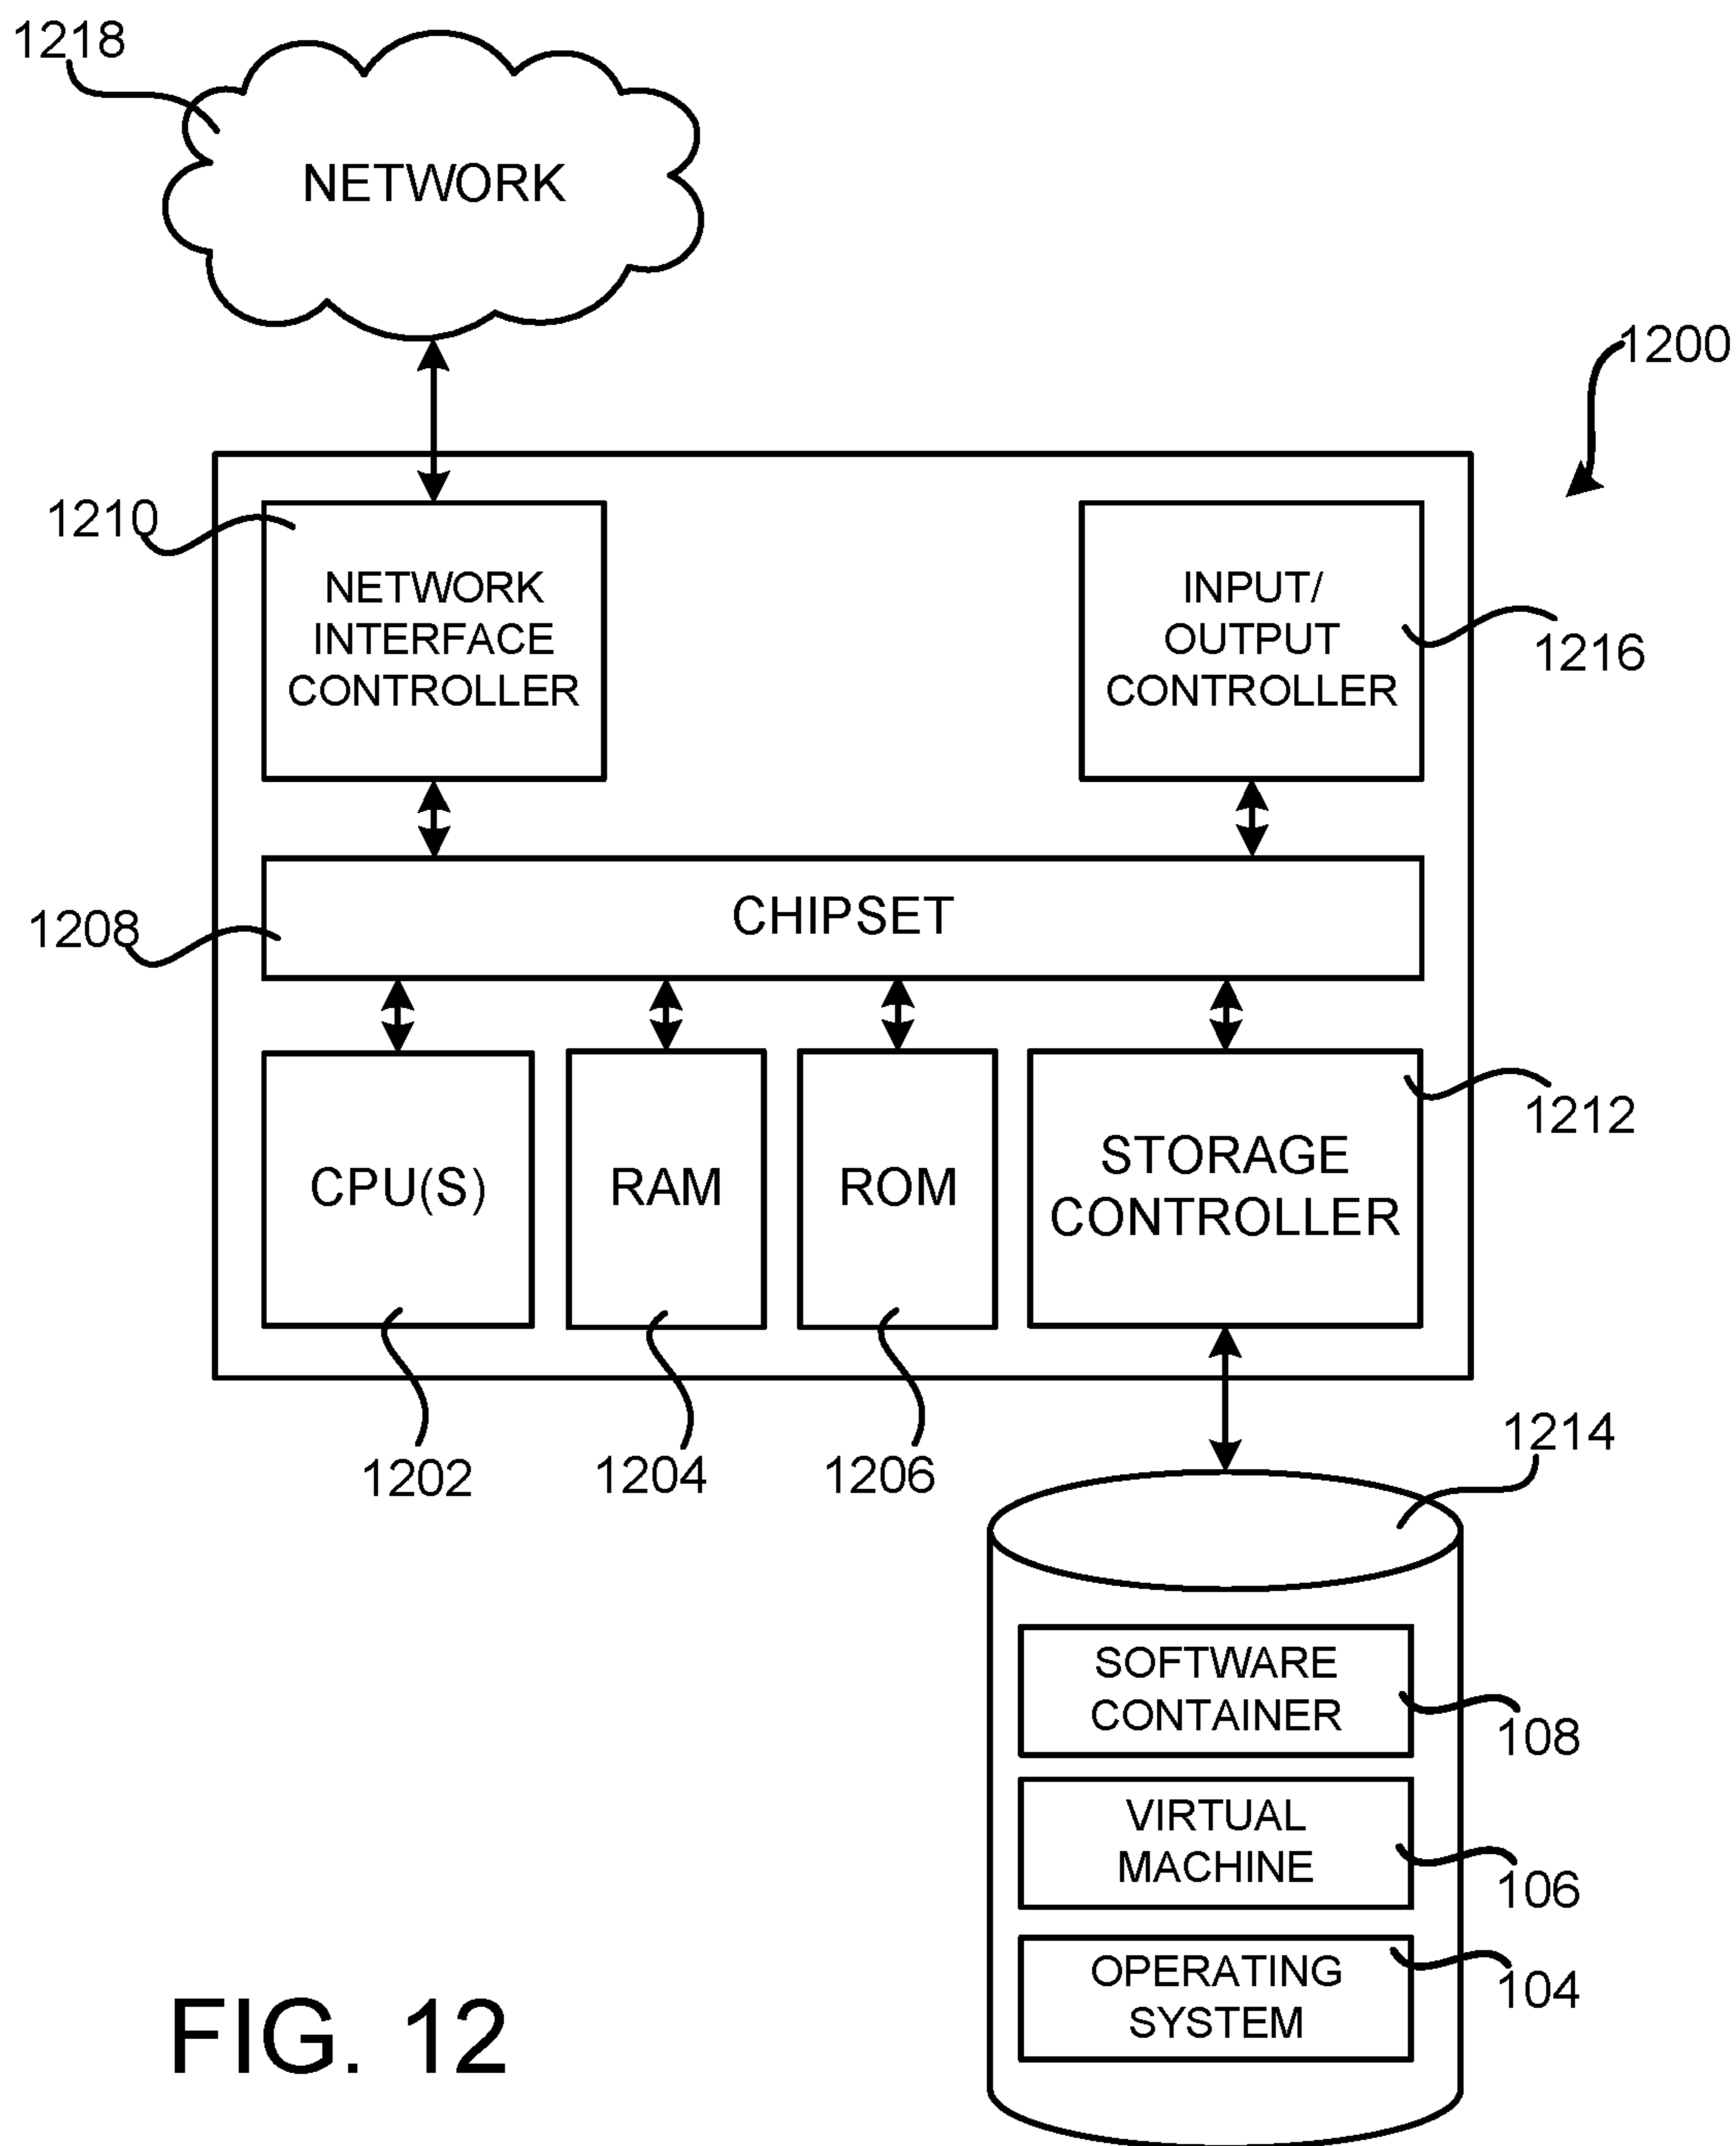 1218
NETWORK
1200
1210
NETWORK
INTERFACE
CONTROLLER
INPUT/
OUTPUT
CONTROLLER
1216
CHIPSET
1208
CPU(S)
RAM
ROM
STORAGE
CONTROLLER
1212
1202
1204
1206
1214
SOFTWARE
CONTAINER
108
VIRTUAL
MACHINE
106
OPERATING
SYSTEM
104
FIG. 12